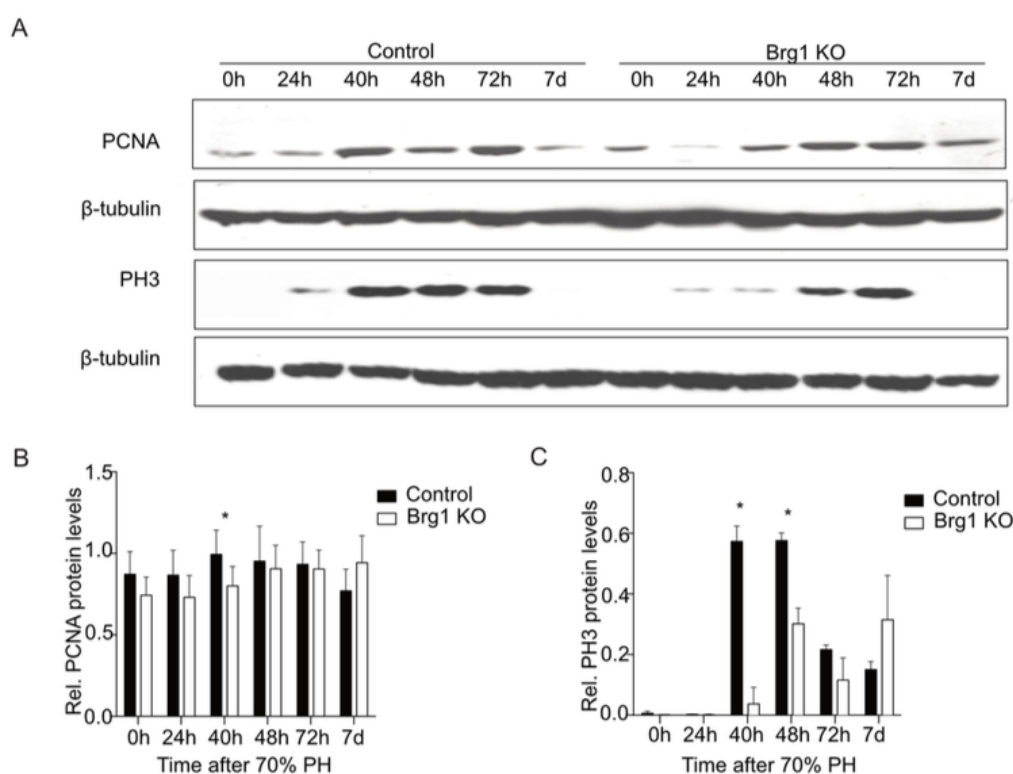 A
Control Brg1 KO
0h 24h 40h 48h 72h 7d 0h 24h 40h 48h 72h 7d
PCNA
β-tubulin
PH3
β-tubulin
B
Rel. PCNA protein levels
1.5
1.0
0.5
0.0
*
Control
Brg1 KO
0h 24h 40h 48h 72h 7d
Time after 70% PH
C
Rel. PH3 protein levels
0.8
0.6
0.4
0.2
0.0
* *
Control
Brg1 KO
0h 24h 40h 48h 72h 7d
Time after 70% PH